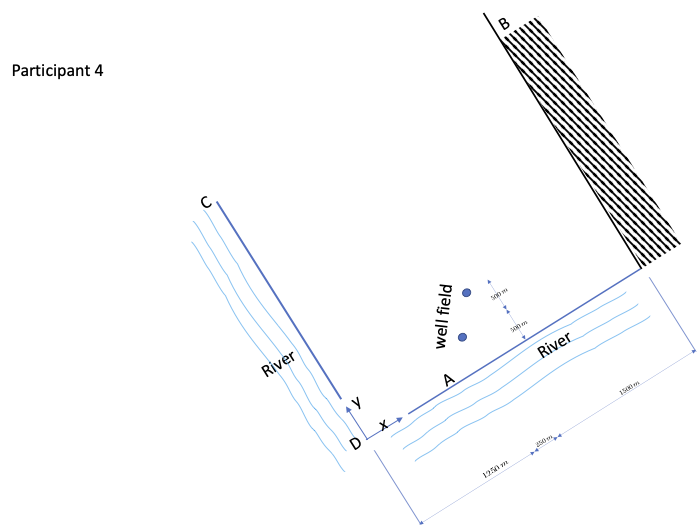 Participant 4
B
C
500 m
well field
500 m
River
River
A
y
x
D
1500 m
250 m
1250 m